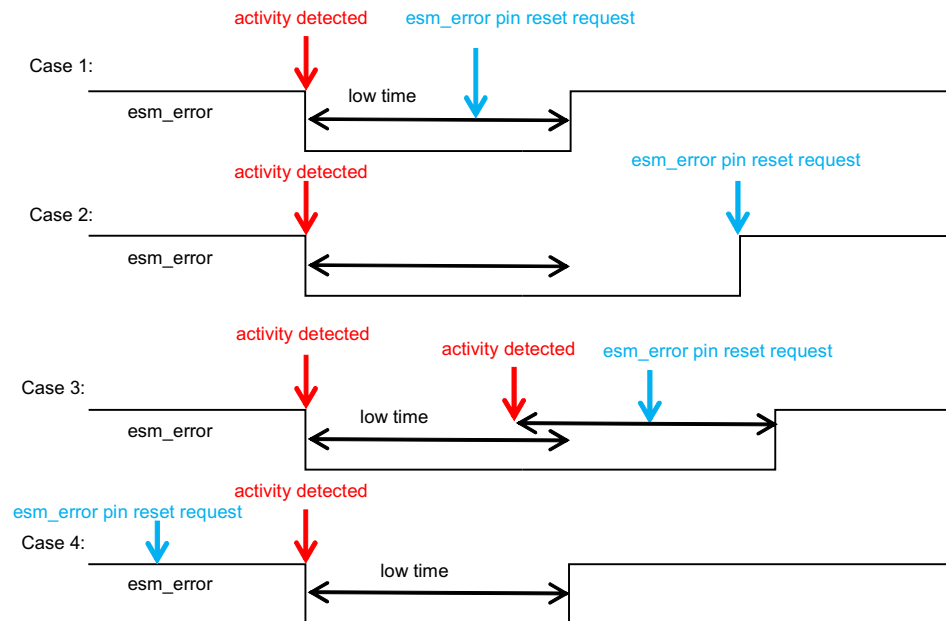 activity detected
esm_error pin reset request
Case 1:
low time
esm_error
activity detected
esm_error pin reset request
Case 2:
esm_error
activity detected
activity detected
esm_error pin reset request
Case 3:
low time
esm_error
activity detected
esm_error pin reset request
Case 4:
low time
esm_error